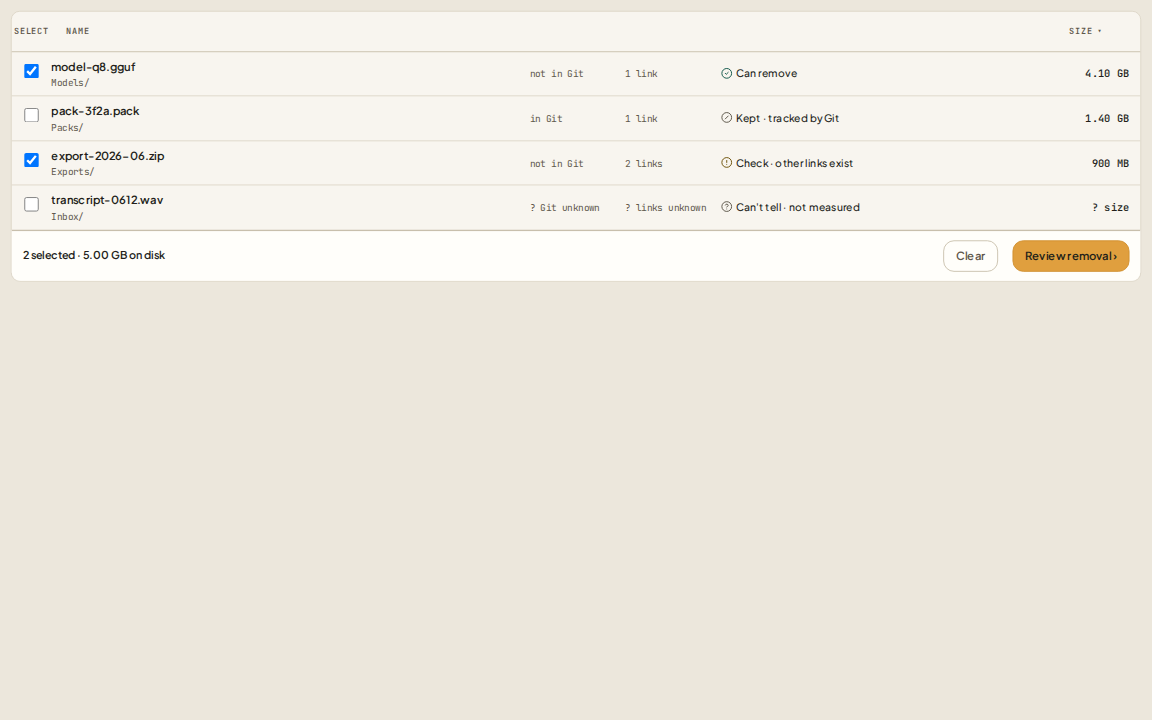 SELECT NAME SIZE ▾
model-q8.gguf not in Git 1 link Can remove 4.10 GB
Models/
pack-3f2a.pack in Git 1 link Kept · tracked by Git 1.40 GB
Packs/
export-2026-06.zip not in Git 2 links Check · other links exist 900 MB
Exports/
transcript-0612.wav ? Git unknown ? links unknown Can't tell · not measured ? size
Inbox/
2 selected · 5.00 GB on disk Clear Review removal ›